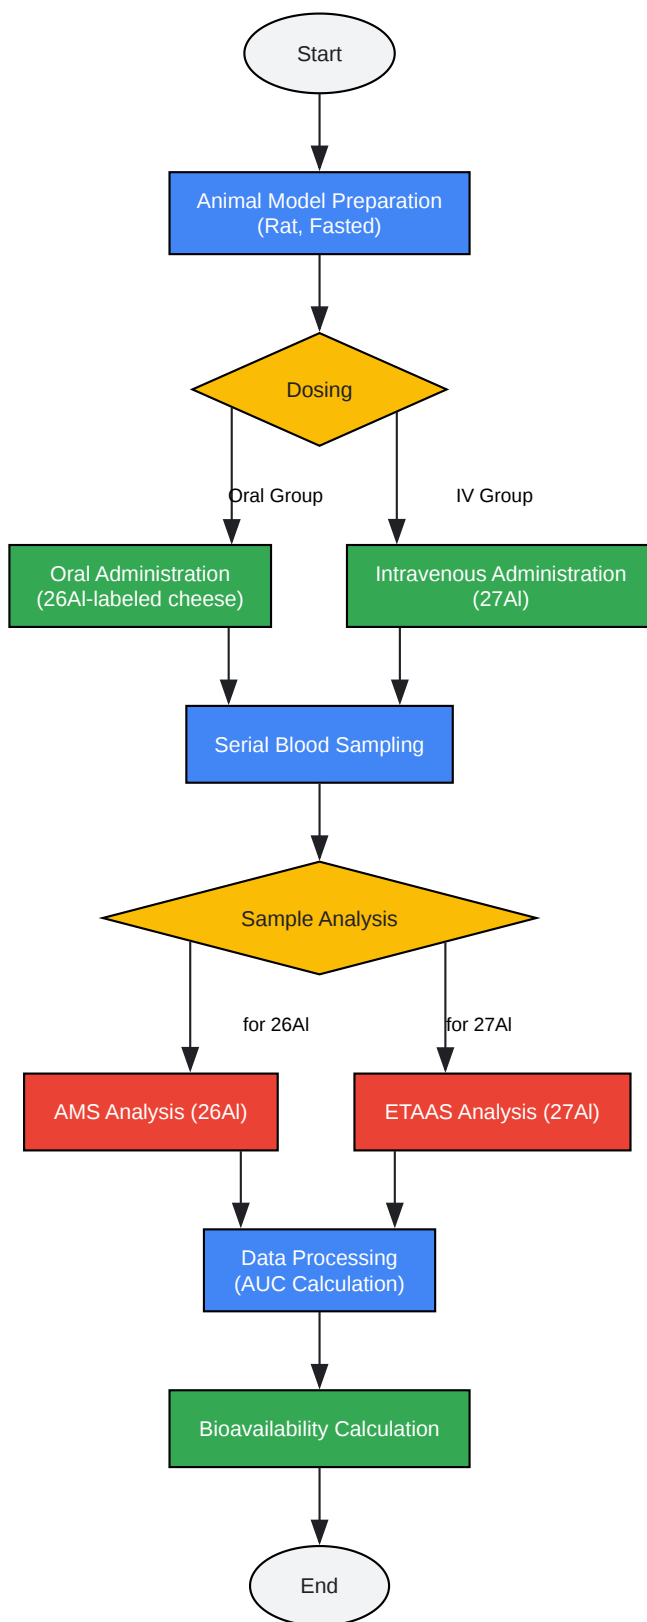 Start
Animal Model Preparation
(Rat, Fasted)
Dosing
Oral Group
IV Group
Oral Administration
(26Al-labeled cheese)
Intravenous Administration
(27Al)
Serial Blood Sampling
Sample Analysis
for 26Al
for 27Al
AMS Analysis (26Al)
ETAAS Analysis (27Al)
Data Processing
(AUC Calculation)
Bioavailability Calculation
End